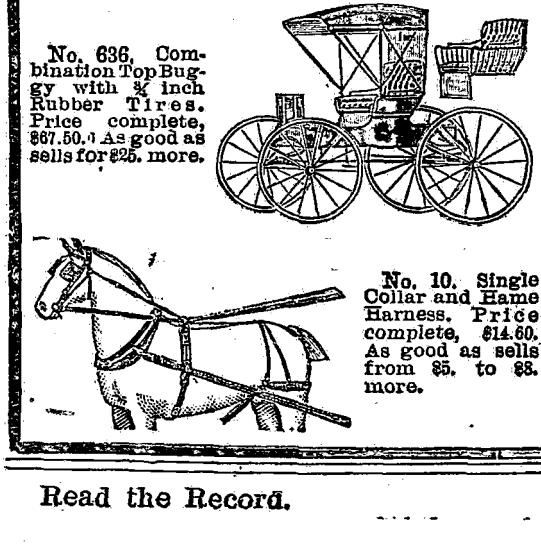 No. 636, Com-
bination Top Bug-
gy with ¾ inch
Rubber Tires.
Price complete,
$67.50. As good as
sells for $25. more.
No. 10. Single
Collar and Hame
Harness. Price
complete, $14.60.
As good as sells
from $5. to $8.
more.
Read the Record.